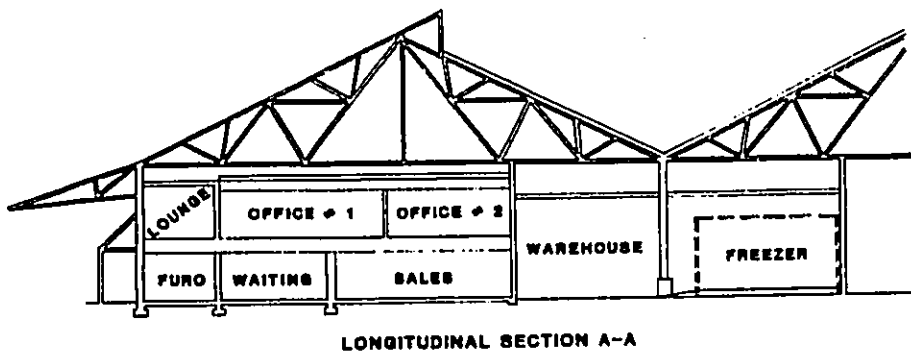 LOUNGE
OFFICE # 1
OFFICE # 2
WAREHOUSE
FREEZER
FURO
WAITING
SALES
LONGITUDINAL SECTION A-A